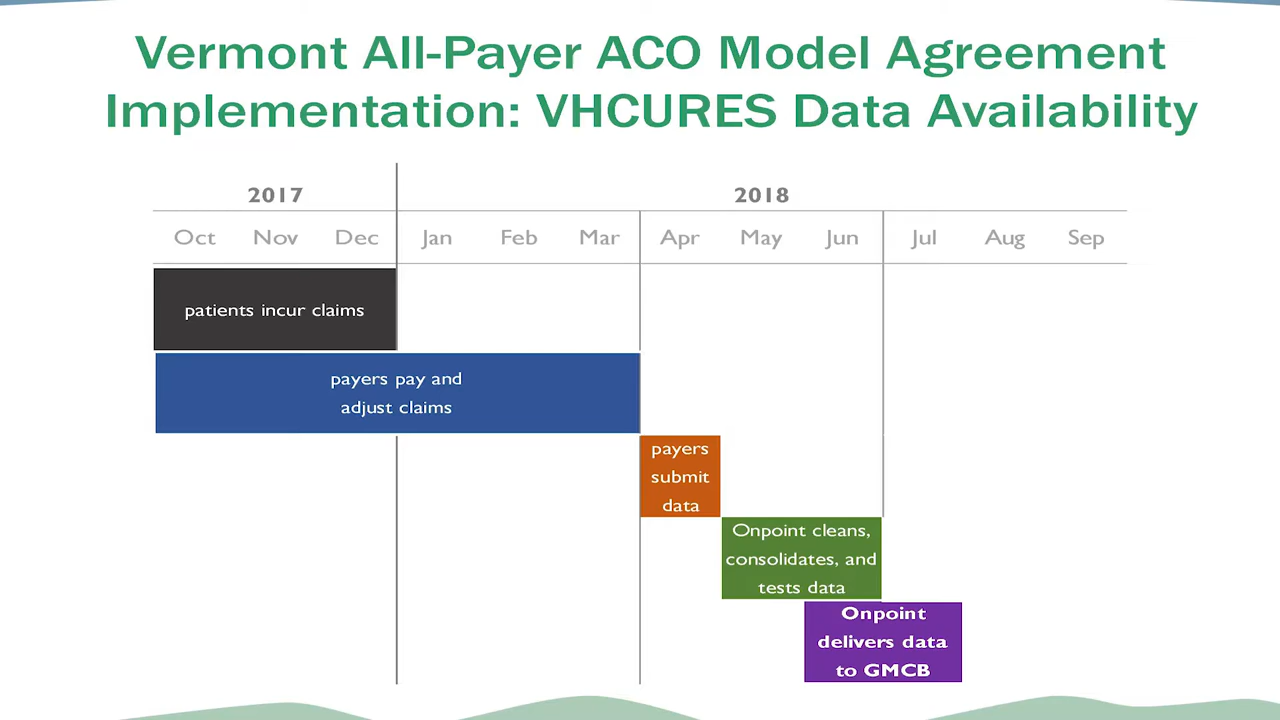 Vermont All-Payer ACO Model Agreement
Implementation: VHCURES Data Availability
2017 2018
Oct Nov Dec Jan Feb Mar Apr May Jun Jul Aug Sep
patients incur claims
payers pay and
adjust claims
payers
submit
data
Onpoint cleans,
consolidates, and
tests data
Onpoint
delivers data
to GMCB